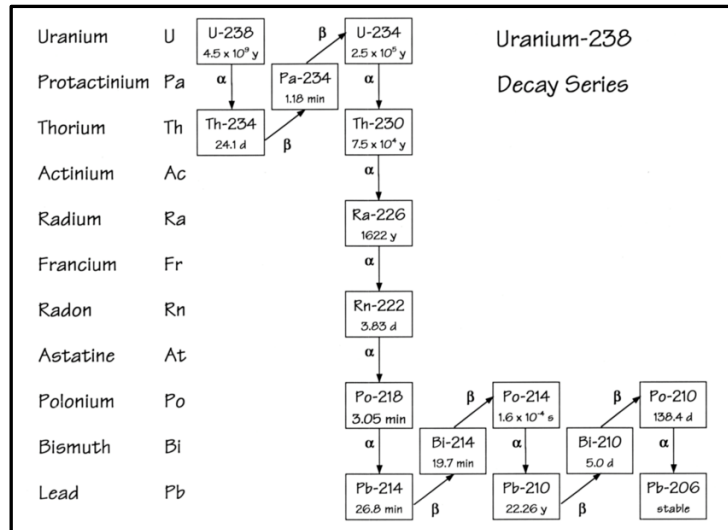 Uranium U U-238 β U-234 Uranium-238
4.5 x 10⁹ y 2.5 x 10⁵ y
Protactinium Pa α Pa-234 α Decay Series
1.18 min
Thorium Th Th-234 Th-230
24.1 d β 7.5 x 10⁴ y
Actinium Ac α
Radium Ra Ra-226
1622 y
Francium Fr α
Radon Rn Rn-222
3.83 d
Astatine At α
Polonium Po Po-218 β Po-214 β Po-210
3.05 min 1.6 x 10⁻⁴ s 138.4 d
Bismuth Bi α Bi-214 α Bi-210 α
19.7 min 5.0 d
Lead Pb Pb-214 Pb-210 Pb-206
26.8 min β 22.26 y β stable